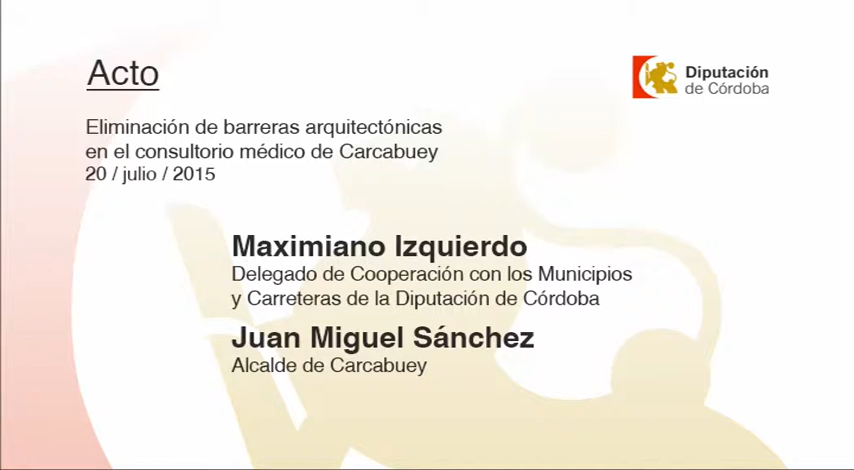 Acto
Diputación
de Córdoba
Eliminación de barreras arquitectónicas
en el consultorio médico de Carcabuey
20 / julio / 2015
Maximiano Izquierdo
Delegado de Cooperación con los Municipios
y Carreteras de la Diputación de Córdoba
Juan Miguel Sánchez
Alcalde de Carcabuey